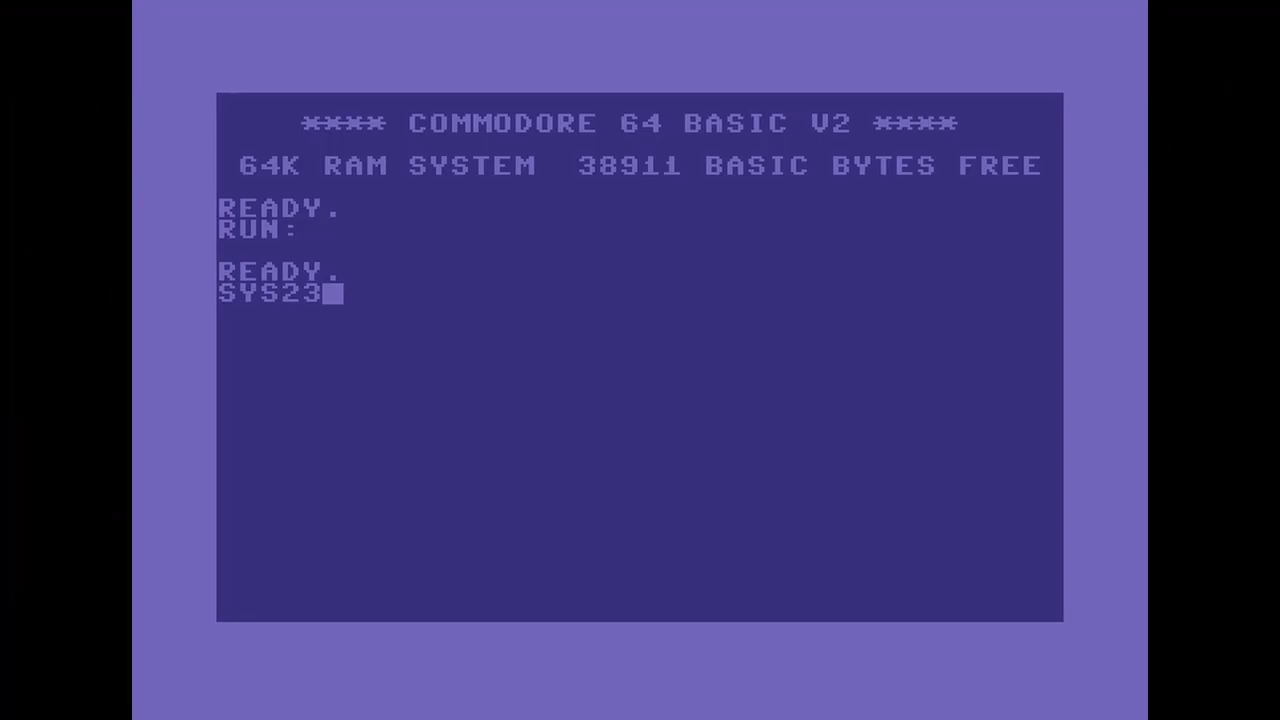 **** COMMODORE 64 BASIC V2 ****
64K RAM SYSTEM  38911 BASIC BYTES FREE
READY.
RUN:
READY.
SYS23